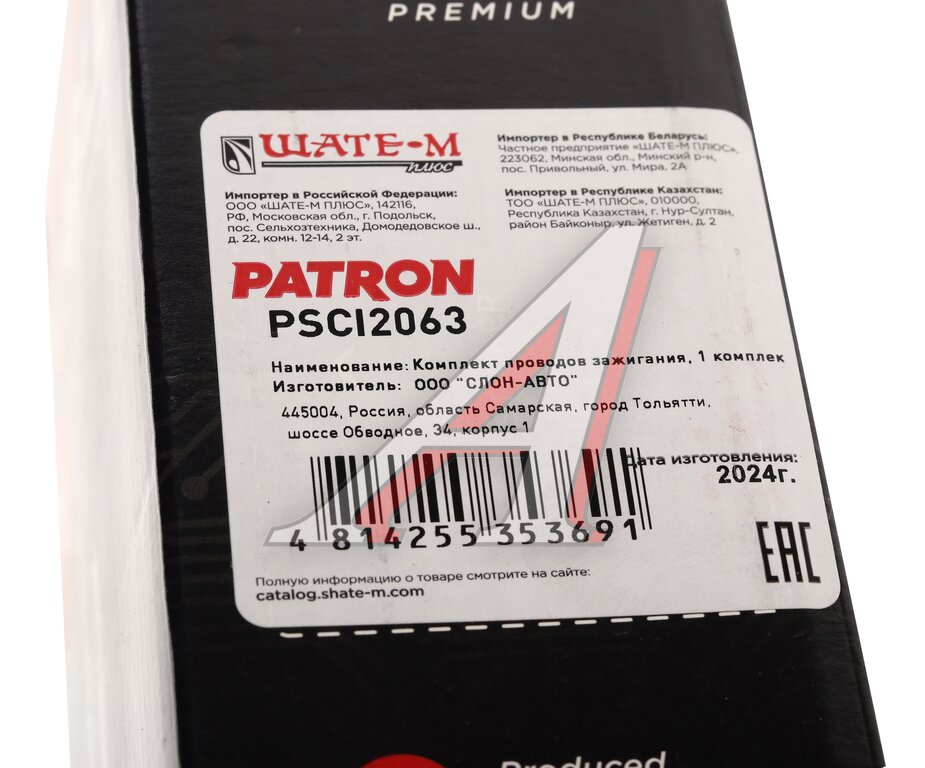 PREMIUM
ШАТЕ-М
плюс
Импортер в Российской Федерации:
ООО «ШАТЕ-М ПЛЮС», 142116,
РФ, Московская обл., г. Подольск,
пос. Сельхозтехника, Домодедовское ш.,
д. 22, комн. 12-14, 2 эт.
Импортер в Республике Беларусь:
Частное предприятие «ШАТЕ-М ПЛЮС»,
223062, Минская обл., Минский р-н,
пос. Привольный, ул. Мира, 2А
Импортер в Республике Казахстан:
ТОО «ШАТЕ-М ПЛЮС», 010000,
Республика Казахстан, г. Нур-Султан,
район Байконыр, ул. Жетиген, д. 2
PATRON
PSCI2063
Наименование: Комплект проводов зажигания, 1 комплек
Изготовитель: ООО "СЛОН-АВТО"
445004, Россия, область Самарская, город Тольятти,
шоссе Обводное, 34, корпус 1
Дата изготовления:
2024г.
4 814255 353691
EAC
Полную информацию о товаре смотрите на сайте:
catalog.shate-m.com
Produced